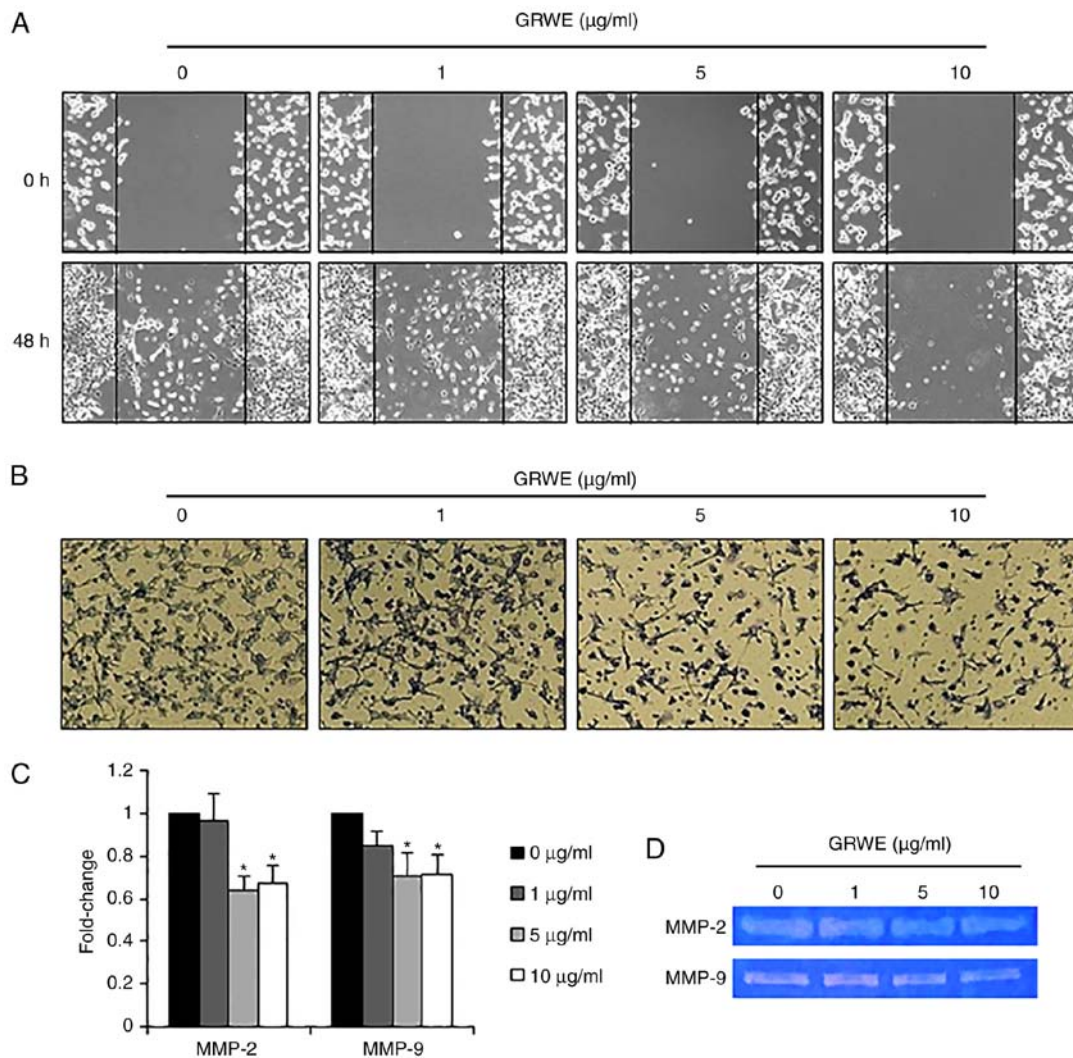 A
GRWE (µg/ml)
0 1 5 10
0 h
48 h
B
GRWE (µg/ml)
0 1 5 10
C
Fold-change
1.2
1
0.8
0.6
0.4
0.2
0
* *
* *
MMP-2 MMP-9
0 µg/ml
1 µg/ml
5 µg/ml
10 µg/ml
D
GRWE (µg/ml)
0 1 5 10
MMP-2
MMP-9